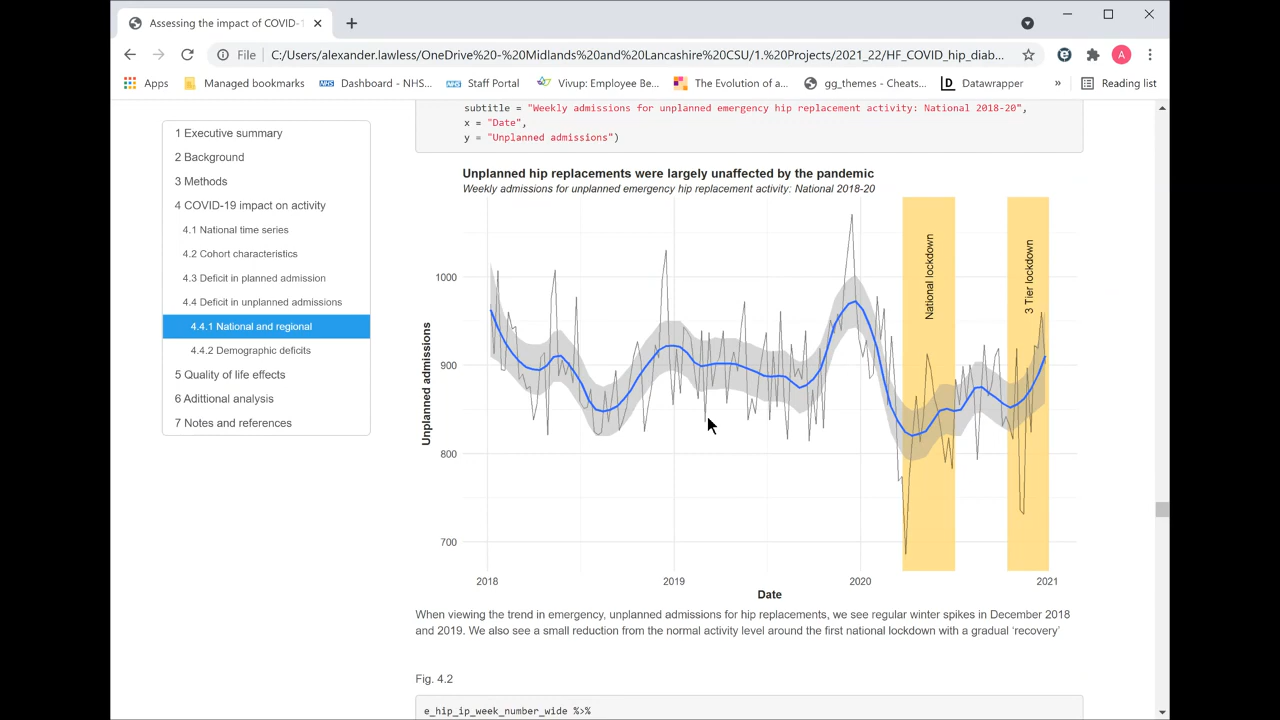 Assessing the impact of COVID-1
File
C:/Users/alexander.lawless/OneDrive%20-%20Midlands%20and%20Lancashire%20CSU/1.%20Projects/2021_22/HF_COVID_hip_diab...
A
Apps
Managed bookmarks
Dashboard - NHS...
Staff Portal
Virup: Employee Be...
The Evolution of a...
gg_themes - Cheats...
D
Datawrapper
»
Reading list
subtitle = "Weekly admissions for unplanned emergency hip replacement activity: National 2018-20",
x = "Date",
y = "Unplanned admissions")
1 Executive summary
2 Background
3 Methods
4 COVID-19 impact on activity
4.1 National time series
4.2 Cohort characteristics
4.3 Deficit in planned admission
4.4 Deficit in unplanned admissions
4.4.1 National and regional
4.4.2 Demographic deficits
5 Quality of life effects
6 Adittional analysis
7 Notes and references
Unplanned hip replacements were largely unaffected by the pandemic
Weekly admissions for unplanned emergency hip replacement activity: National 2018-20
National lockdown
3 Tier lockdown
Unplanned admissions
1000
900
800
700
2018
2019
2020
2021
Date
When viewing the trend in emergency, unplanned admissions for hip replacements, we see regular winter spikes in December 2018
and 2019. We also see a small reduction from the normal activity level around the first national lockdown with a gradual ‘recovery’
Fig. 4.2
e_hip_ip_week_number_wide %>%